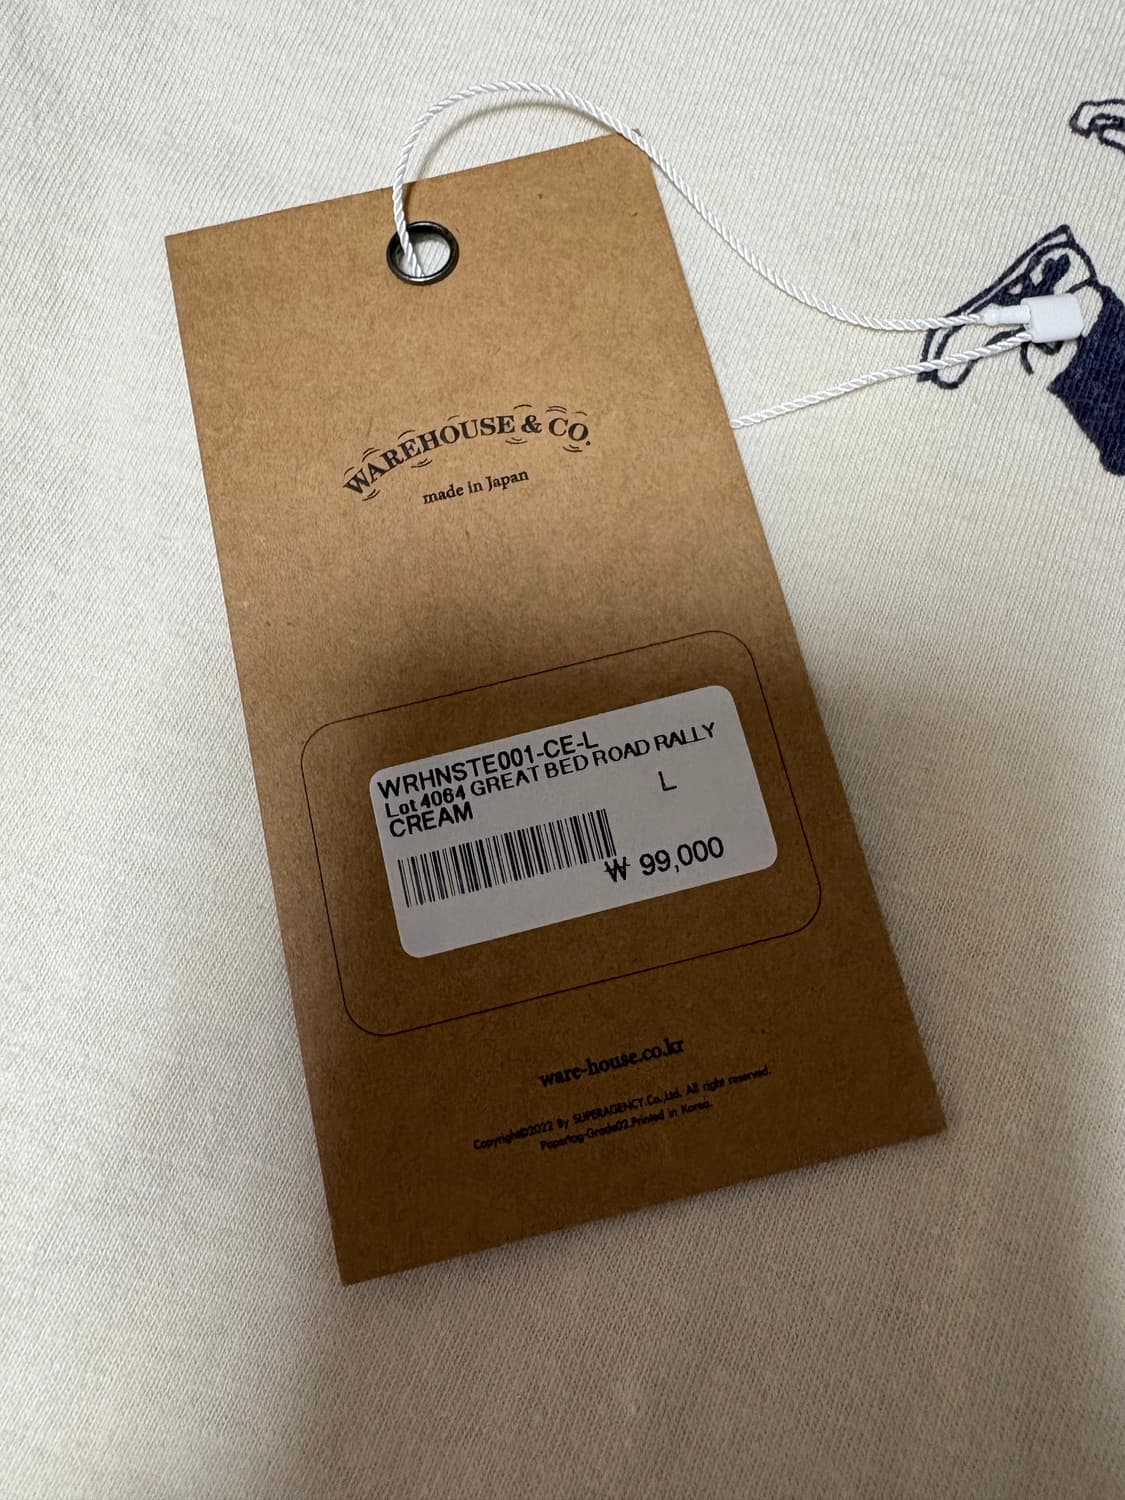 WAREHOUSE & CO.
made in Japan
WRHNSTE001-CE-L
Lot 4064 GREAT BED ROAD RALLY
CREAM
L
₩ 99,000
ware-house.co.kr
Copyright©2022 By SUPERAGENCY Co.,Ltd. All right reserved.
Papertag-Grade02.Printed in Korea.